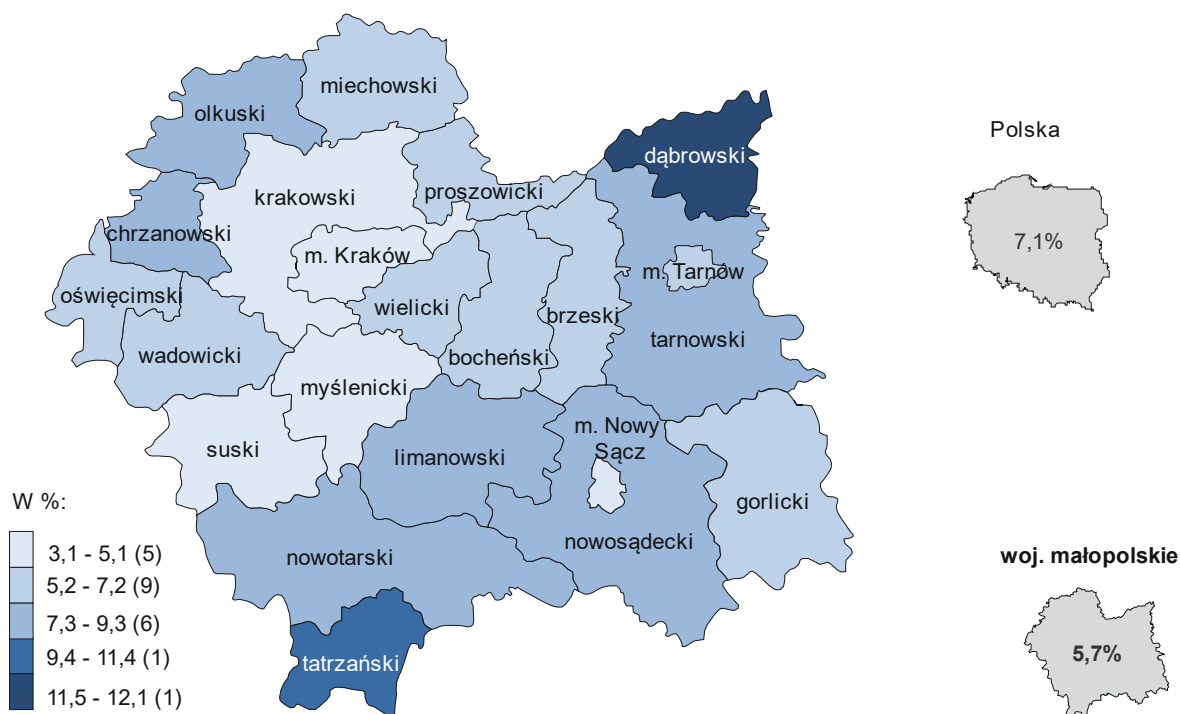 miechowski
olkuski
dąbrowski
krakowski
proszowicki
chrzanowski
m. Kraków
m. Tarnów
oświęcimski
wielicki
brzeski
tarnowski
wadowicki
bocheński
myślenicki
m. Nowy
Sącz
suski
limanowski
gorlicki
nowotarski
nowosądecki
tatrzański
W %:
3,1 - 5,1 (5)
5,2 - 7,2 (9)
7,3 - 9,3 (6)
9,4 - 11,4 (1)
11,5 - 12,1 (1)
Polska
7,1%
woj. małopolskie
5,7%